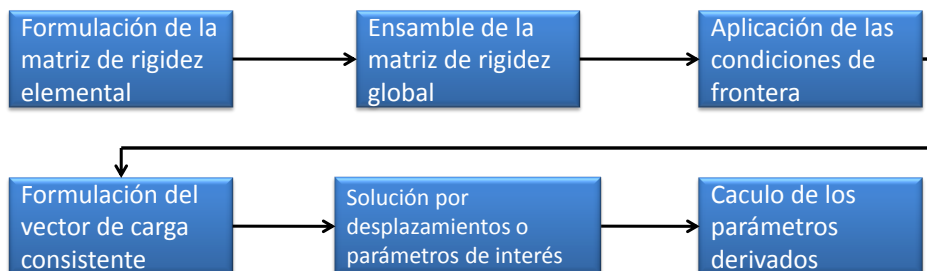 Formulación de la
matriz de rigidez
elemental
Ensamble de la
matriz de rigidez
global
Aplicación de las
condiciones de
frontera
Formulación del
vector de carga
consistente
Solución por
desplazamientos o
parámetros de interés
Caculo de los
parámetros
derivados